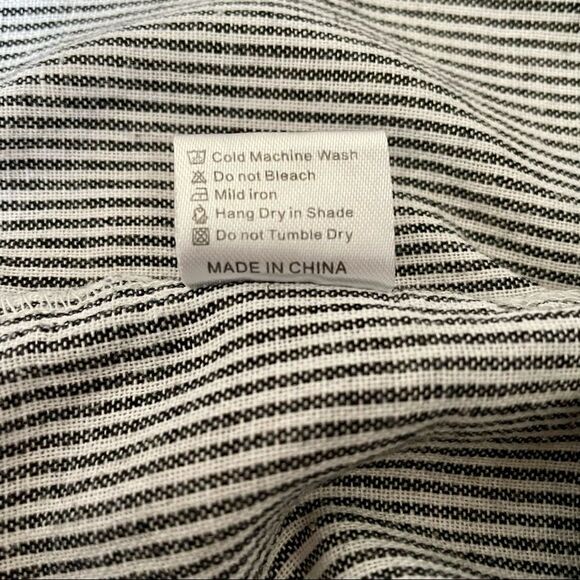 Cold Machine Wash
Do not Bleach
Mild iron
Hang Dry in Shade
Do not Tumble Dry
MADE IN CHINA